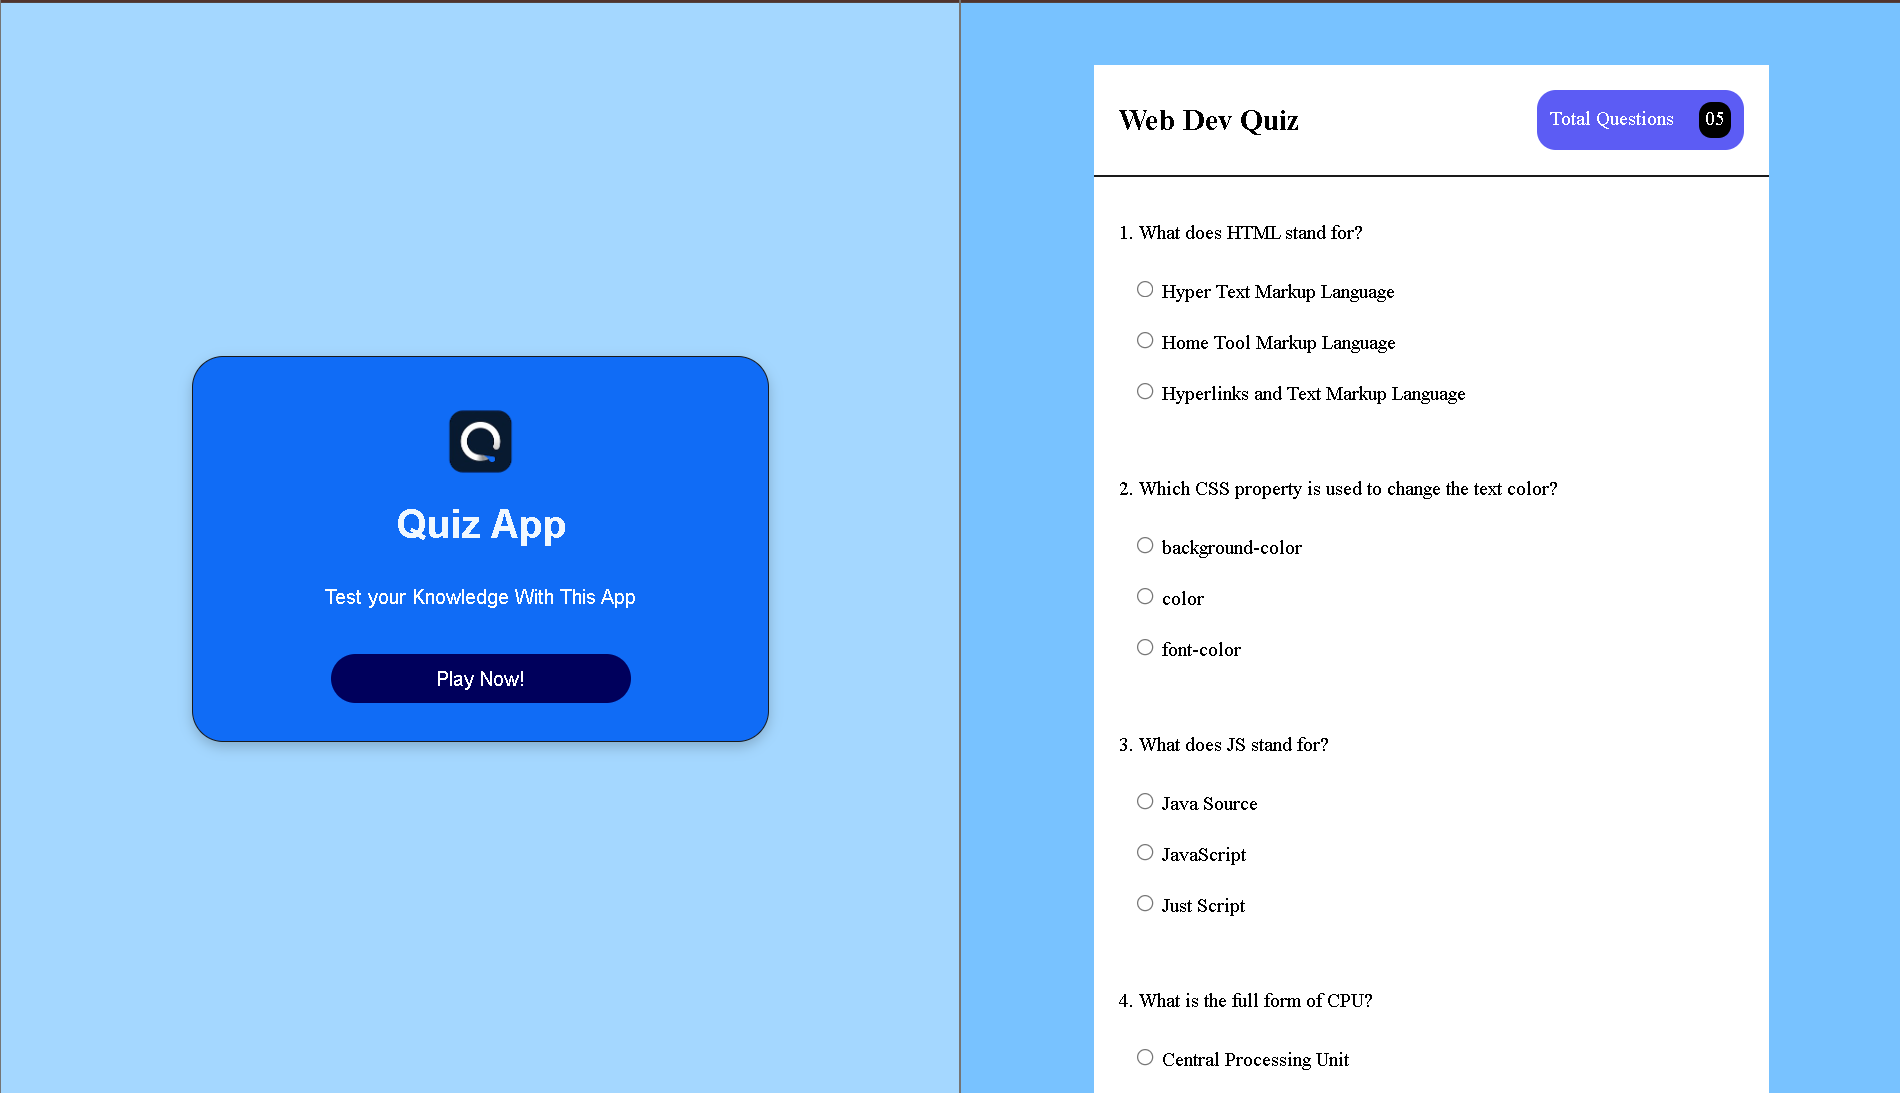 Quiz App
Test your Knowledge With This App
Play Now!
Web Dev Quiz
Total Questions 05
1. What does HTML stand for?
Hyper Text Markup Language
Home Tool Markup Language
Hyperlinks and Text Markup Language
2. Which CSS property is used to change the text color?
background-color
color
font-color
3. What does JS stand for?
Java Source
JavaScript
Just Script
4. What is the full form of CPU?
Central Processing Unit